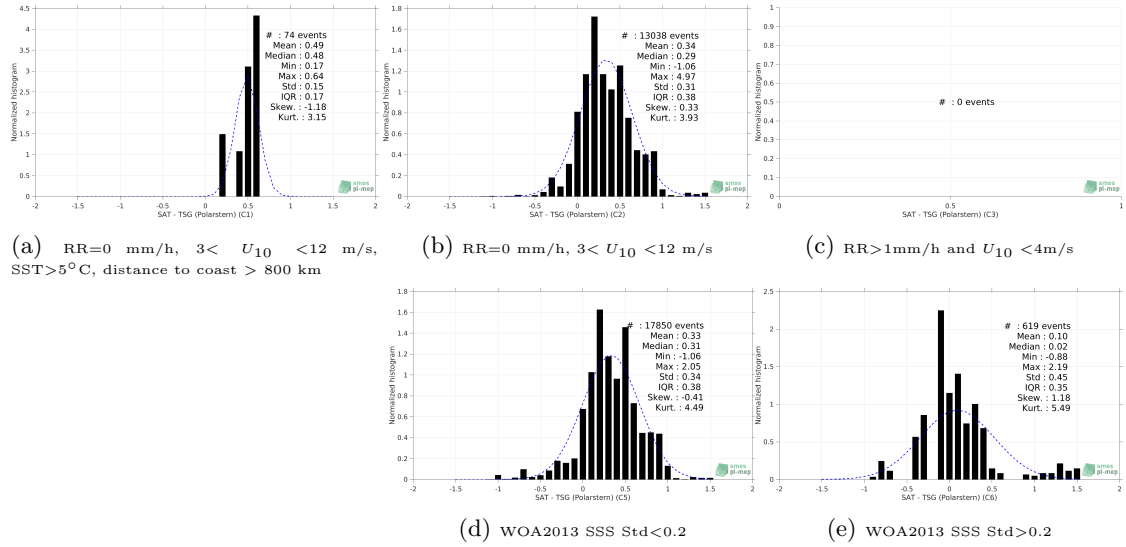 4.5
4
3.5
3
2.5
2
1.5
1
0.5
0
Normalized histogram
# : 74 events
Mean : 0.49
Median : 0.48
Min : 0.17
Max : 0.64
Std : 0.15
IQR : 0.17
Skew. : -1.18
Kurt. : 3.15
smos
pi-mep
-2 -1.5 -1 -0.5 0 0.5 1 1.5 2
SAT - TSG (Polarstern) (C1)
(a) RR=0 mm/h, 3< U10 <12 m/s,
SST>5°C, distance to coast > 800 km
1.8
1.6
1.4
1.2
1
0.8
0.6
0.4
0.2
0
Normalized histogram
# : 13038 events
Mean : 0.34
Median : 0.29
Min : -1.06
Max : 4.97
Std : 0.31
IQR : 0.38
Skew. : 0.33
Kurt. : 3.93
smos
pi-mep
-2 -1.5 -1 -0.5 0 0.5 1 1.5 2
SAT - TSG (Polarstern) (C2)
(b) RR=0 mm/h, 3< U10 <12 m/s
1
0.9
0.8
0.7
0.6
0.5
0.4
0.3
0.2
0.1
0
Normalized histogram
# : 0 events
smos
pi-mep
0 0.5 1
SAT - TSG (Polarstern) (C3)
(c) RR>1mm/h and U10 <4m/s
1.8
1.6
1.4
1.2
1
0.8
0.6
0.4
0.2
0
Normalized histogram
# : 17850 events
Mean : 0.33
Median : 0.31
Min : -1.06
Max : 2.05
Std : 0.34
IQR : 0.38
Skew. : -0.41
Kurt. : 4.49
smos
pi-mep
-2 -1.5 -1 -0.5 0 0.5 1 1.5 2
SAT - TSG (Polarstern) (C5)
(d) WOA2013 SSS Std<0.2
2.5
2
1.5
1
0.5
0
Normalized histogram
# : 619 events
Mean : 0.10
Median : 0.02
Min : -0.88
Max : 2.19
Std : 0.45
IQR : 0.35
Skew. : 1.18
Kurt. : 5.49
smos
pi-mep
-2 -1.5 -1 -0.5 0 0.5 1 1.5 2
SAT - TSG (Polarstern) (C6)
(e) WOA2013 SSS Std>0.2